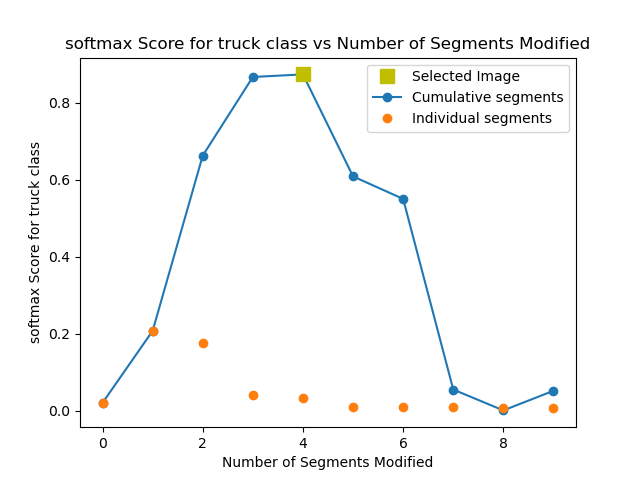 softmax Score for truck class vs Number of Segments Modified
Selected Image
Cumulative segments
Individual segments
softmax Score for truck class
0.8
0.6
0.4
0.2
0.0
0 2 4 6 8
Number of Segments Modified